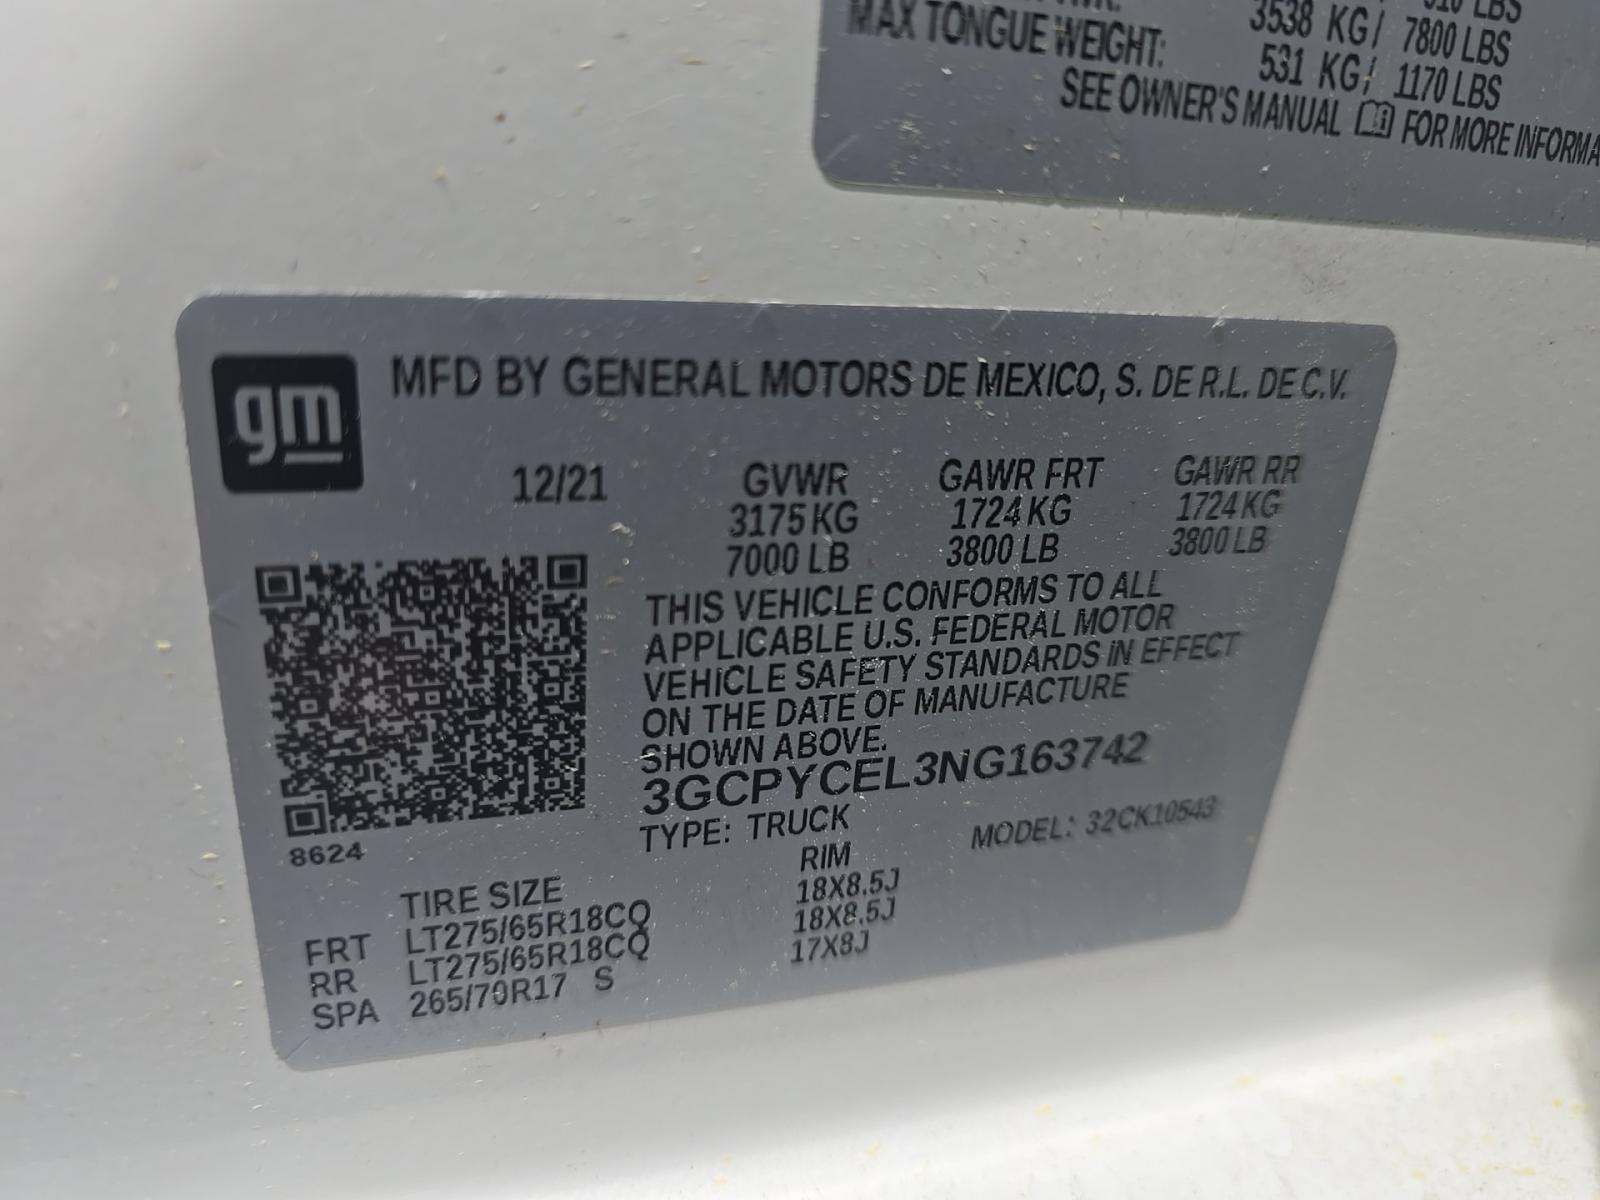 3538 KG/ 7800 LBS
MAX TONGUE WEIGHT: 531 KG/ 1170 LBS
SEE OWNER'S MANUAL FOR MORE
gm
MFD BY GENERAL MOTORS DE MEXICO, S. DE R.L. DE C.V.
12/21 GVWR GAWR FRT GAWR RR
3175 KG 1724 KG 1724 KG
7000 LB 3800 LB 3800 LB
THIS VEHICLE CONFORMS TO ALL
APPLICABLE U.S. FEDERAL MOTOR
VEHICLE SAFETY STANDARDS IN EFFECT
ON THE DATE OF MANUFACTURE
SHOWN ABOVE.
3GCPYCEL3NG163742
TYPE: TRUCK MODEL: 32CK10543
8624
TIRE SIZE RIM
FRT LT275/65R18CQ 18X8.5J
RR LT275/65R18CQ 18X8.5J
SPA 265/70R17 S 17X8J